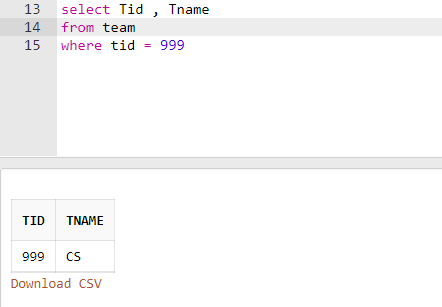 13 select Tid , Tname
14 from team
15 where tid = 999
TID TNAME
999 CS
Download CSV